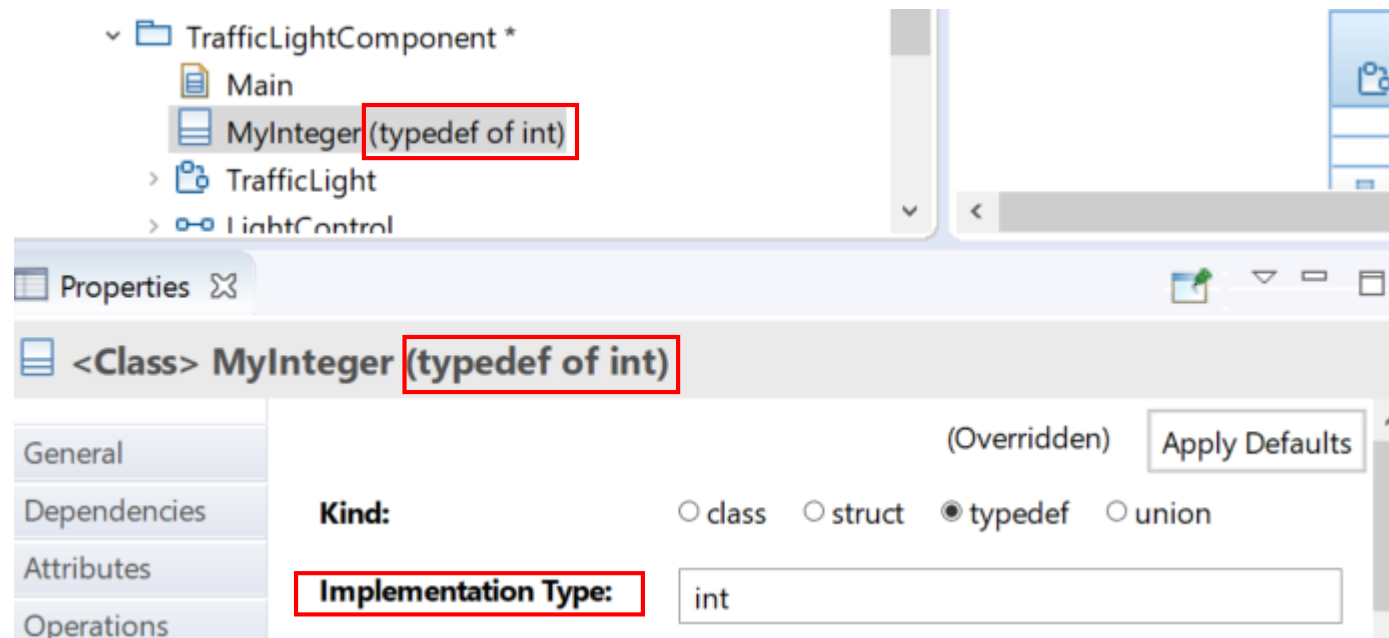 TrafficLightComponent *
Main
MyInteger (typedef of int)
TrafficLight
LightControl
Properties
<Class> MyInteger (typedef of int)
(Overridden) Apply Defaults
General
Dependencies
Kind: class struct typedef union
Attributes
Implementation Type: int
Operations